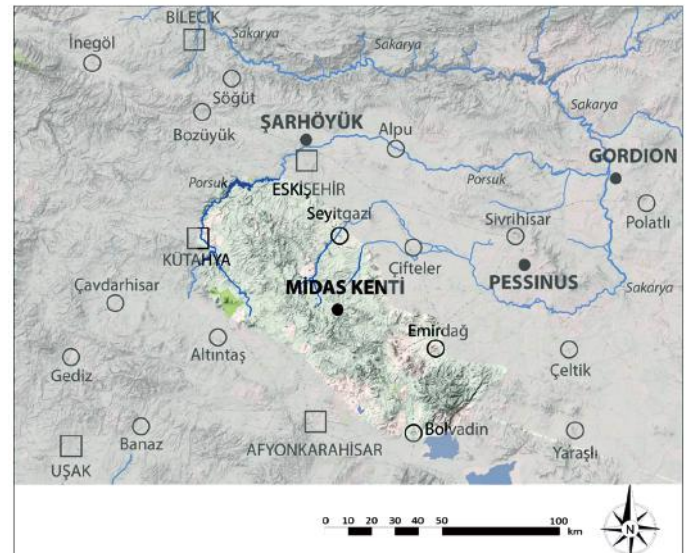 BİLECİK
İnegöl
Sakarya
Sakarya
Söğüt
Bozüyük
Sakarya
ŞARHÖYÜK
Alpu
GORDION
Porsuk
ESKİŞEHİR
Porsuk
Polatlı
Seyitgazi
Sivrihisar
KÜTAHYA
Çifteler
PESSINUS
Çavdarhisar
MİDAS KENTİ
Sakarya
Emirdağ
Altıntaş
Çeltik
Gediz
Banaz
AFYONKARAHİSAR
Bolvadin
Yaraşlı
UŞAK
0 10 20 30 40 50 100
km
N